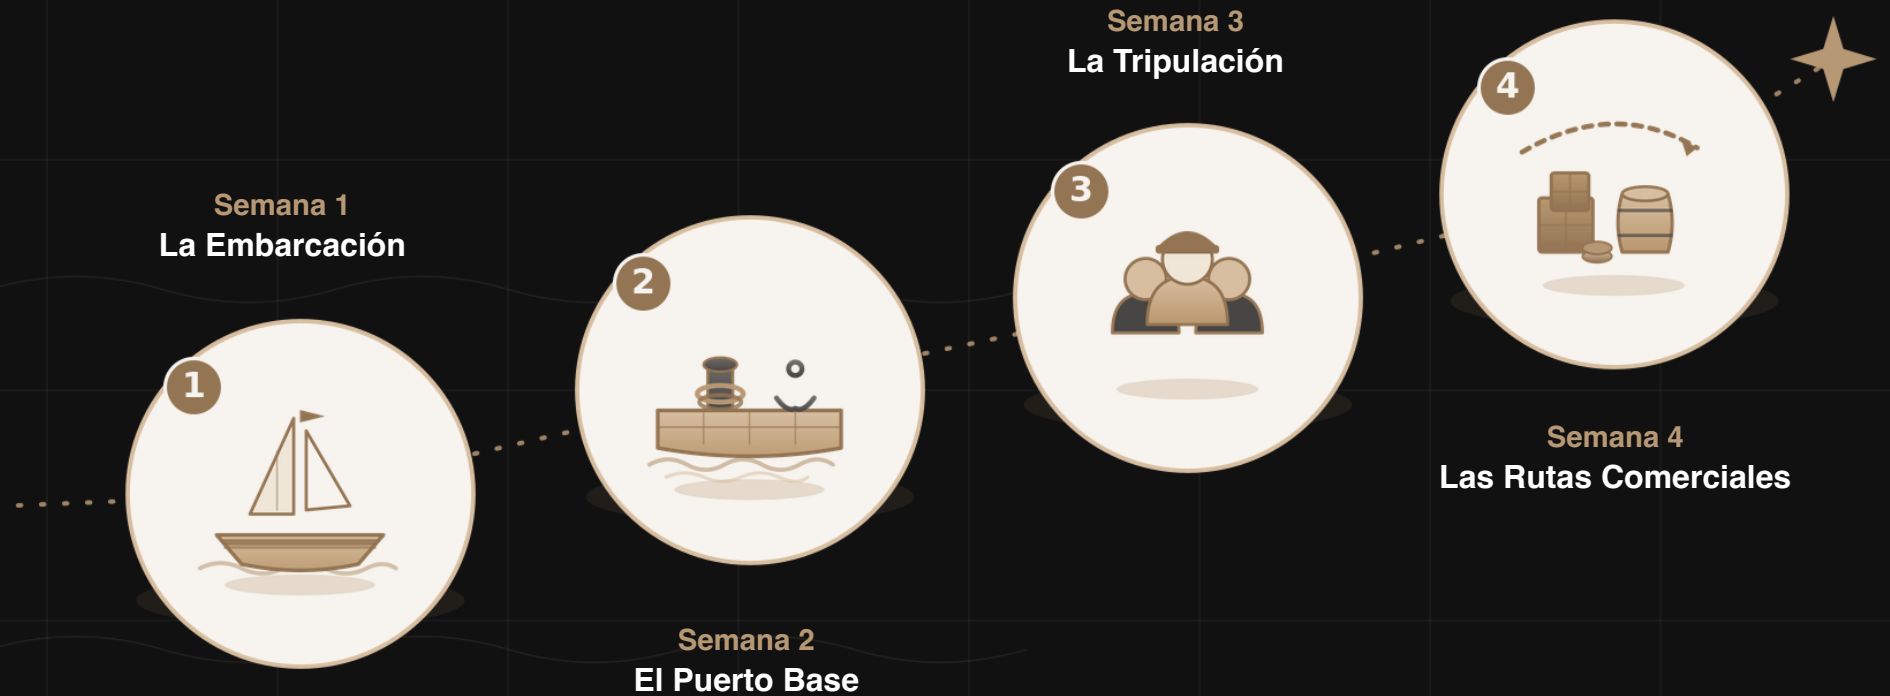 Semana 1
La Embarcación
1
2
Semana 2
El Puerto Base
Semana 3
La Tripulación
3
4
Semana 4
Las Rutas Comerciales